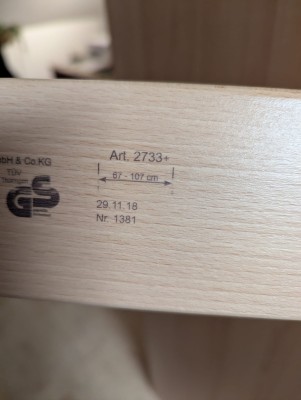 bH & Co.KG
TÜV
GS
Art. 2733+
67 - 107 cm
29.11.18
Nr. 1381